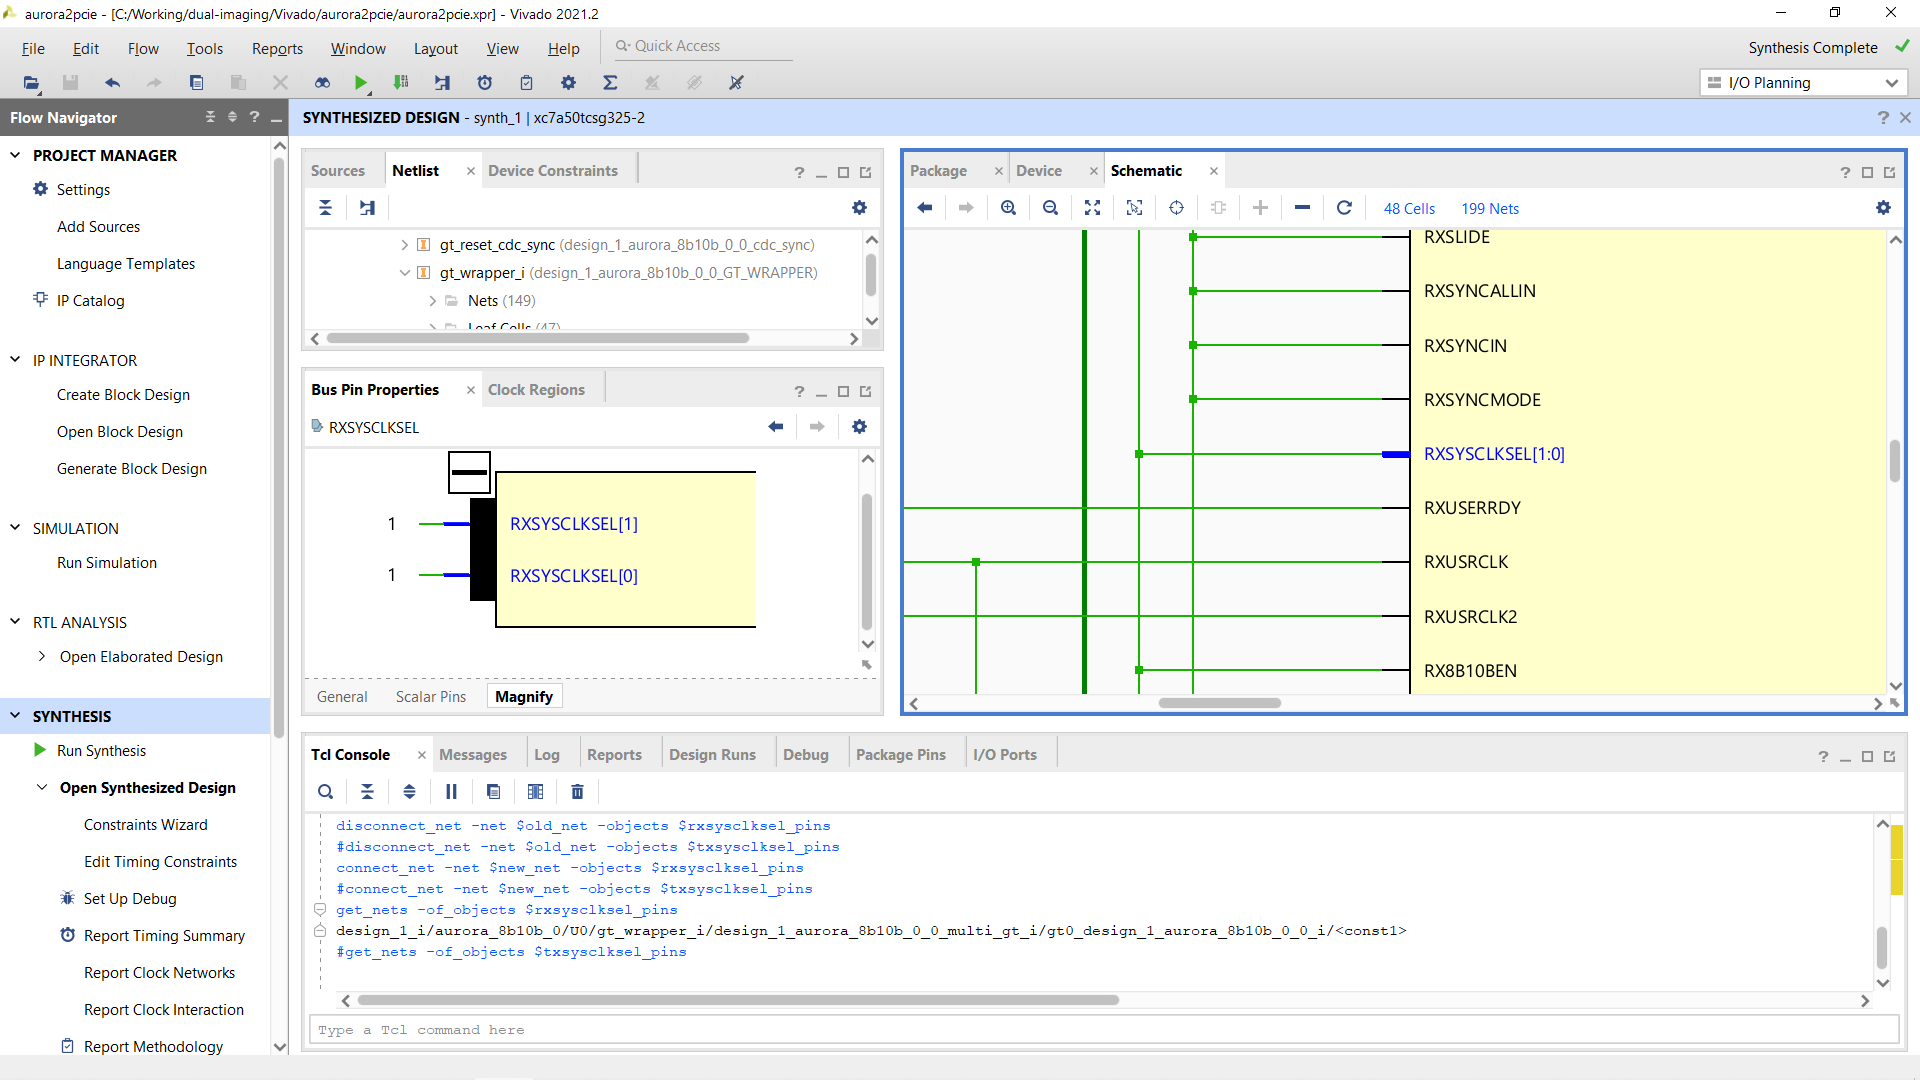 aurora2pcie - [C:/Working/dual-imaging/Vivado/aurora2pcie/aurora2pcie.xpr] - Vivado 2021.2
File Edit Flow Tools Reports Window Layout View Help Quick Access
Synthesis Complete
I/O Planning
Flow Navigator
PROJECT MANAGER
Settings
Add Sources
Language Templates
IP Catalog
IP INTEGRATOR
Create Block Design
Open Block Design
Generate Block Design
SIMULATION
Run Simulation
RTL ANALYSIS
Open Elaborated Design
SYNTHESIS
Run Synthesis
Open Synthesized Design
Constraints Wizard
Edit Timing Constraints
Set Up Debug
Report Timing Summary
Report Clock Networks
Report Clock Interaction
Report Methodology
SYNTHESIZED DESIGN - synth_1 | xc7a50tcsg325-2
Sources Netlist Device Constraints
gt_reset_cdc_sync (design_1_aurora_8b10b_0_0_cdc_sync)
gt_wrapper_i (design_1_aurora_8b10b_0_0_GT_WRAPPER)
Nets (149)
Leaf Cells (47)
Bus Pin Properties Clock Regions
RXSYSCLKSEL
1 RXSYSCLKSEL[1]
1 RXSYSCLKSEL[0]
General Scalar Pins Magnify
Package Device Schematic
48 Cells 199 Nets
RXSLIDE
RXSYNCALLIN
RXSYNCIN
RXSYNCMODE
RXSYSCLKSEL[1:0]
RXUSERRDY
RXUSRCLK
RXUSRCLK2
RX8B10BEN
Tcl Console Messages Log Reports Design Runs Debug Package Pins I/O Ports
disconnect_net -net $old_net -objects $rxsysclksel_pins
#disconnect_net -net $old_net -objects $txsysclksel_pins
connect_net -net $new_net -objects $rxsysclksel_pins
#connect_net -net $new_net -objects $txsysclksel_pins
get_nets -of_objects $rxsysclksel_pins
design_1_i/aurora_8b10b_0/U0/gt_wrapper_i/design_1_aurora_8b10b_0_0_multi_gt_i/gt0_design_1_aurora_8b10b_0_0_i/<const1>
#get_nets -of_objects $txsysclksel_pins
Type a Tcl command here